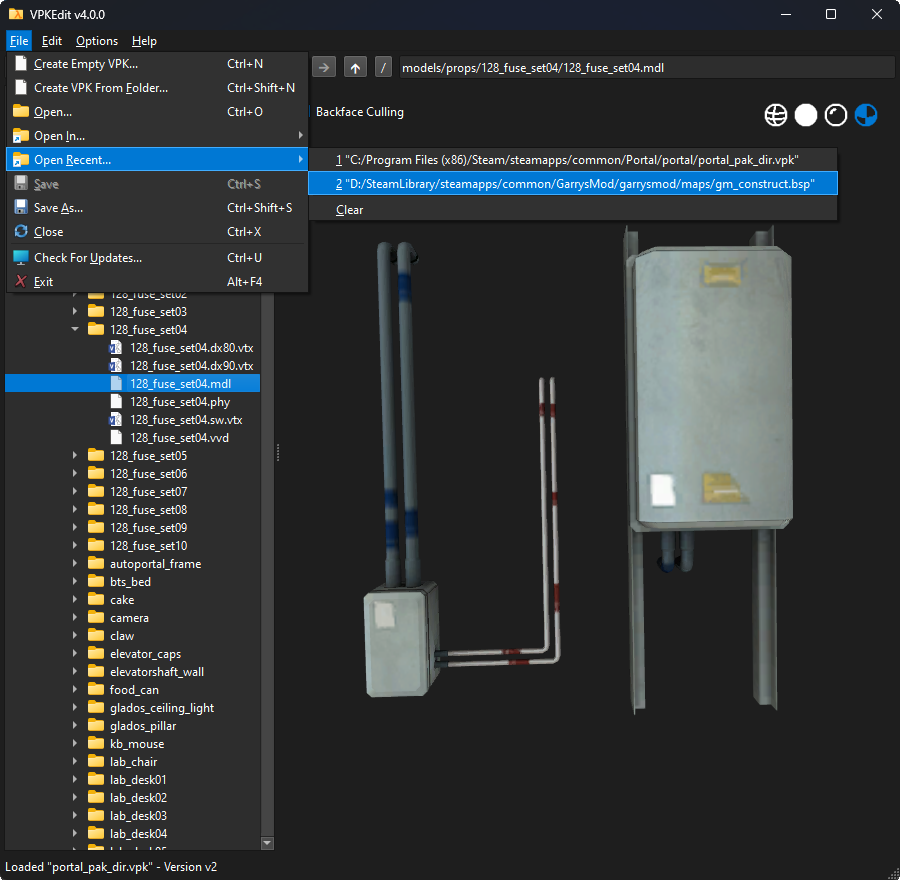 VPKEdit v4.0.0
File Edit Options Help
Create Empty VPK... Ctrl+N
/ models/props/128_fuse_set04/128_fuse_set04.mdl
Create VPK From Folder... Ctrl+Shift+N
Open... Ctrl+O
Backface Culling
Open In...
Open Recent...
1 "C:/Program Files (x86)/Steam/steamapps/common/Portal/portal/portal_pak_dir.vpk"
Save Ctrl+S
2 "D:/SteamLibrary/steamapps/common/GarrysMod/garrysmod/maps/gm_construct.bsp"
Save As... Ctrl+Shift+S
Clear
Close Ctrl+X
Check For Updates... Ctrl+U
Exit Alt+F4
128_fuse_set02
128_fuse_set03
128_fuse_set04
128_fuse_set04.dx80.vtx
128_fuse_set04.dx90.vtx
128_fuse_set04.mdl
128_fuse_set04.phy
128_fuse_set04.sw.vtx
128_fuse_set04.vvd
128_fuse_set05
128_fuse_set06
128_fuse_set07
128_fuse_set08
128_fuse_set09
128_fuse_set10
autoportal_frame
bts_bed
cake
camera
claw
elevator_caps
elevatorshaft_wall
food_can
glados_ceiling_light
glados_pillar
kb_mouse
lab_chair
lab_desk01
lab_desk02
lab_desk03
lab_desk04
Loaded "portal_pak_dir.vpk" - Version v2